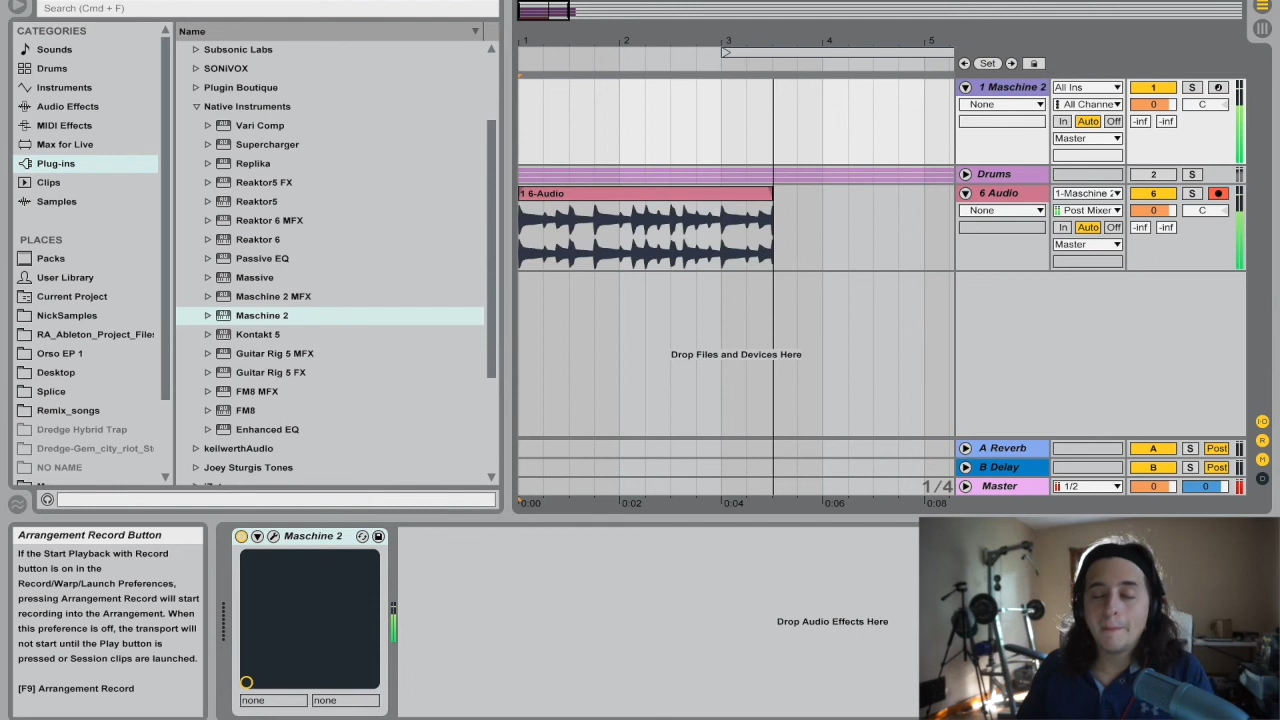 Search (Cmd + F)
CATEGORIES
Sounds
Drums
Instruments
Audio Effects
MIDI Effects
Max for Live
Plug-ins
Clips
Samples
PLACES
Packs
User Library
Current Project
NickSamples
RA_Ableton_Project_Files
Orso EP 1
Desktop
Splice
Remix_songs
Dredge Hybrid Trap
Dredge-Gem_city_riot_St
NO NAME
Name
Subsonic Labs
SONiVOX
Plugin Boutique
Native Instruments
Vari Comp
Supercharger
Replika
Reaktor5 FX
Reaktor5
Reaktor 6 MFX
Reaktor 6
Passive EQ
Massive
Maschine 2 MFX
Maschine 2
Kontakt 5
Guitar Rig 5 MFX
Guitar Rig 5 FX
FM8 MFX
FM8
Enhanced EQ
keilwerthAudio
Joey Sturgis Tones
1 2 3 4 5
Set
1 Maschine 2 All Ins 1 S
None All Channe 0 C
In Auto Off -inf -inf
Master
Drums 2 S
1 6-Audio
6 Audio 1-Maschine 2 6 S
None Post Mixer 0 C
In Auto Off -inf -inf
Master
Drop Files and Devices Here
A Reverb A S Post
B Delay B S Post
1/4 Master 1/2 0 0
0:00 0:02 0:04 0:06 0:08
Arrangement Record Button
If the Start Playback with Record
button is on in the
Record/Warp/Launch Preferences,
pressing Arrangement Record will start
recording into the Arrangement. When
this preference is off, the transport will
not start until the Play button is
pressed or Session clips are launched.
[F9] Arrangement Record
Maschine 2
none none
Drop Audio Effects Here